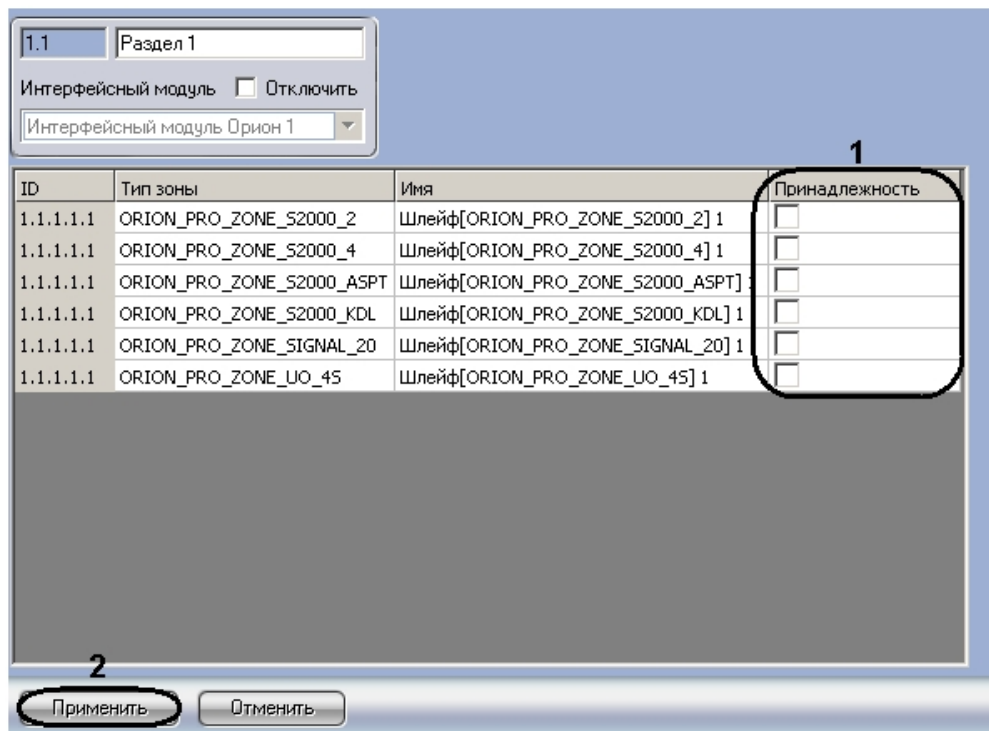 1.1 Раздел 1
Интерфейсный модуль Отключить
Интерфейсный модуль Орион 1
1
ID Тип зоны Имя Принадлежность
1.1.1.1.1 ORION_PRO_ZONE_S2000_2 Шлейф[ORION_PRO_ZONE_S2000_2] 1
1.1.1.1.1 ORION_PRO_ZONE_S2000_4 Шлейф[ORION_PRO_ZONE_S2000_4] 1
1.1.1.1.1 ORION_PRO_ZONE_S2000_ASPT Шлейф[ORION_PRO_ZONE_S2000_ASPT] 1
1.1.1.1.1 ORION_PRO_ZONE_S2000_KDL Шлейф[ORION_PRO_ZONE_S2000_KDL] 1
1.1.1.1.1 ORION_PRO_ZONE_SIGNAL_20 Шлейф[ORION_PRO_ZONE_SIGNAL_20] 1
1.1.1.1.1 ORION_PRO_ZONE_UO_4S Шлейф[ORION_PRO_ZONE_UO_4S] 1
2
Применить Отменить